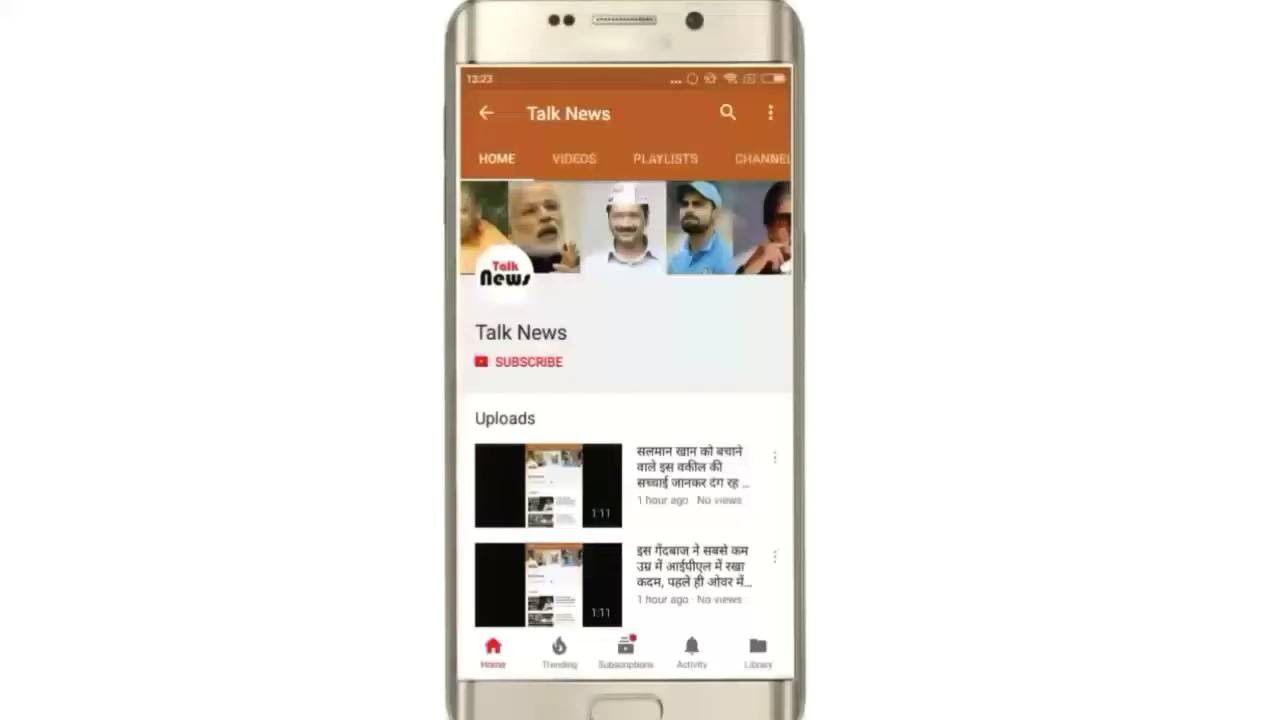 12:23
Talk News
HOME VIDEOS PLAYLISTS CHANNEL
Talk
News
Talk News
SUBSCRIBE
Uploads
सलमान खान को बचाने
वाले इस वकील की
सच्चाई जानकर दंग रह ...
1 hour ago · No views
1:11
इस गेंदबाज ने सबसे कम
उम्र में आईपीएल में रखा
कदम, पहले ही ओवर में...
1 hour ago · No views
1:11
Home Trending Subscriptions Activity Library